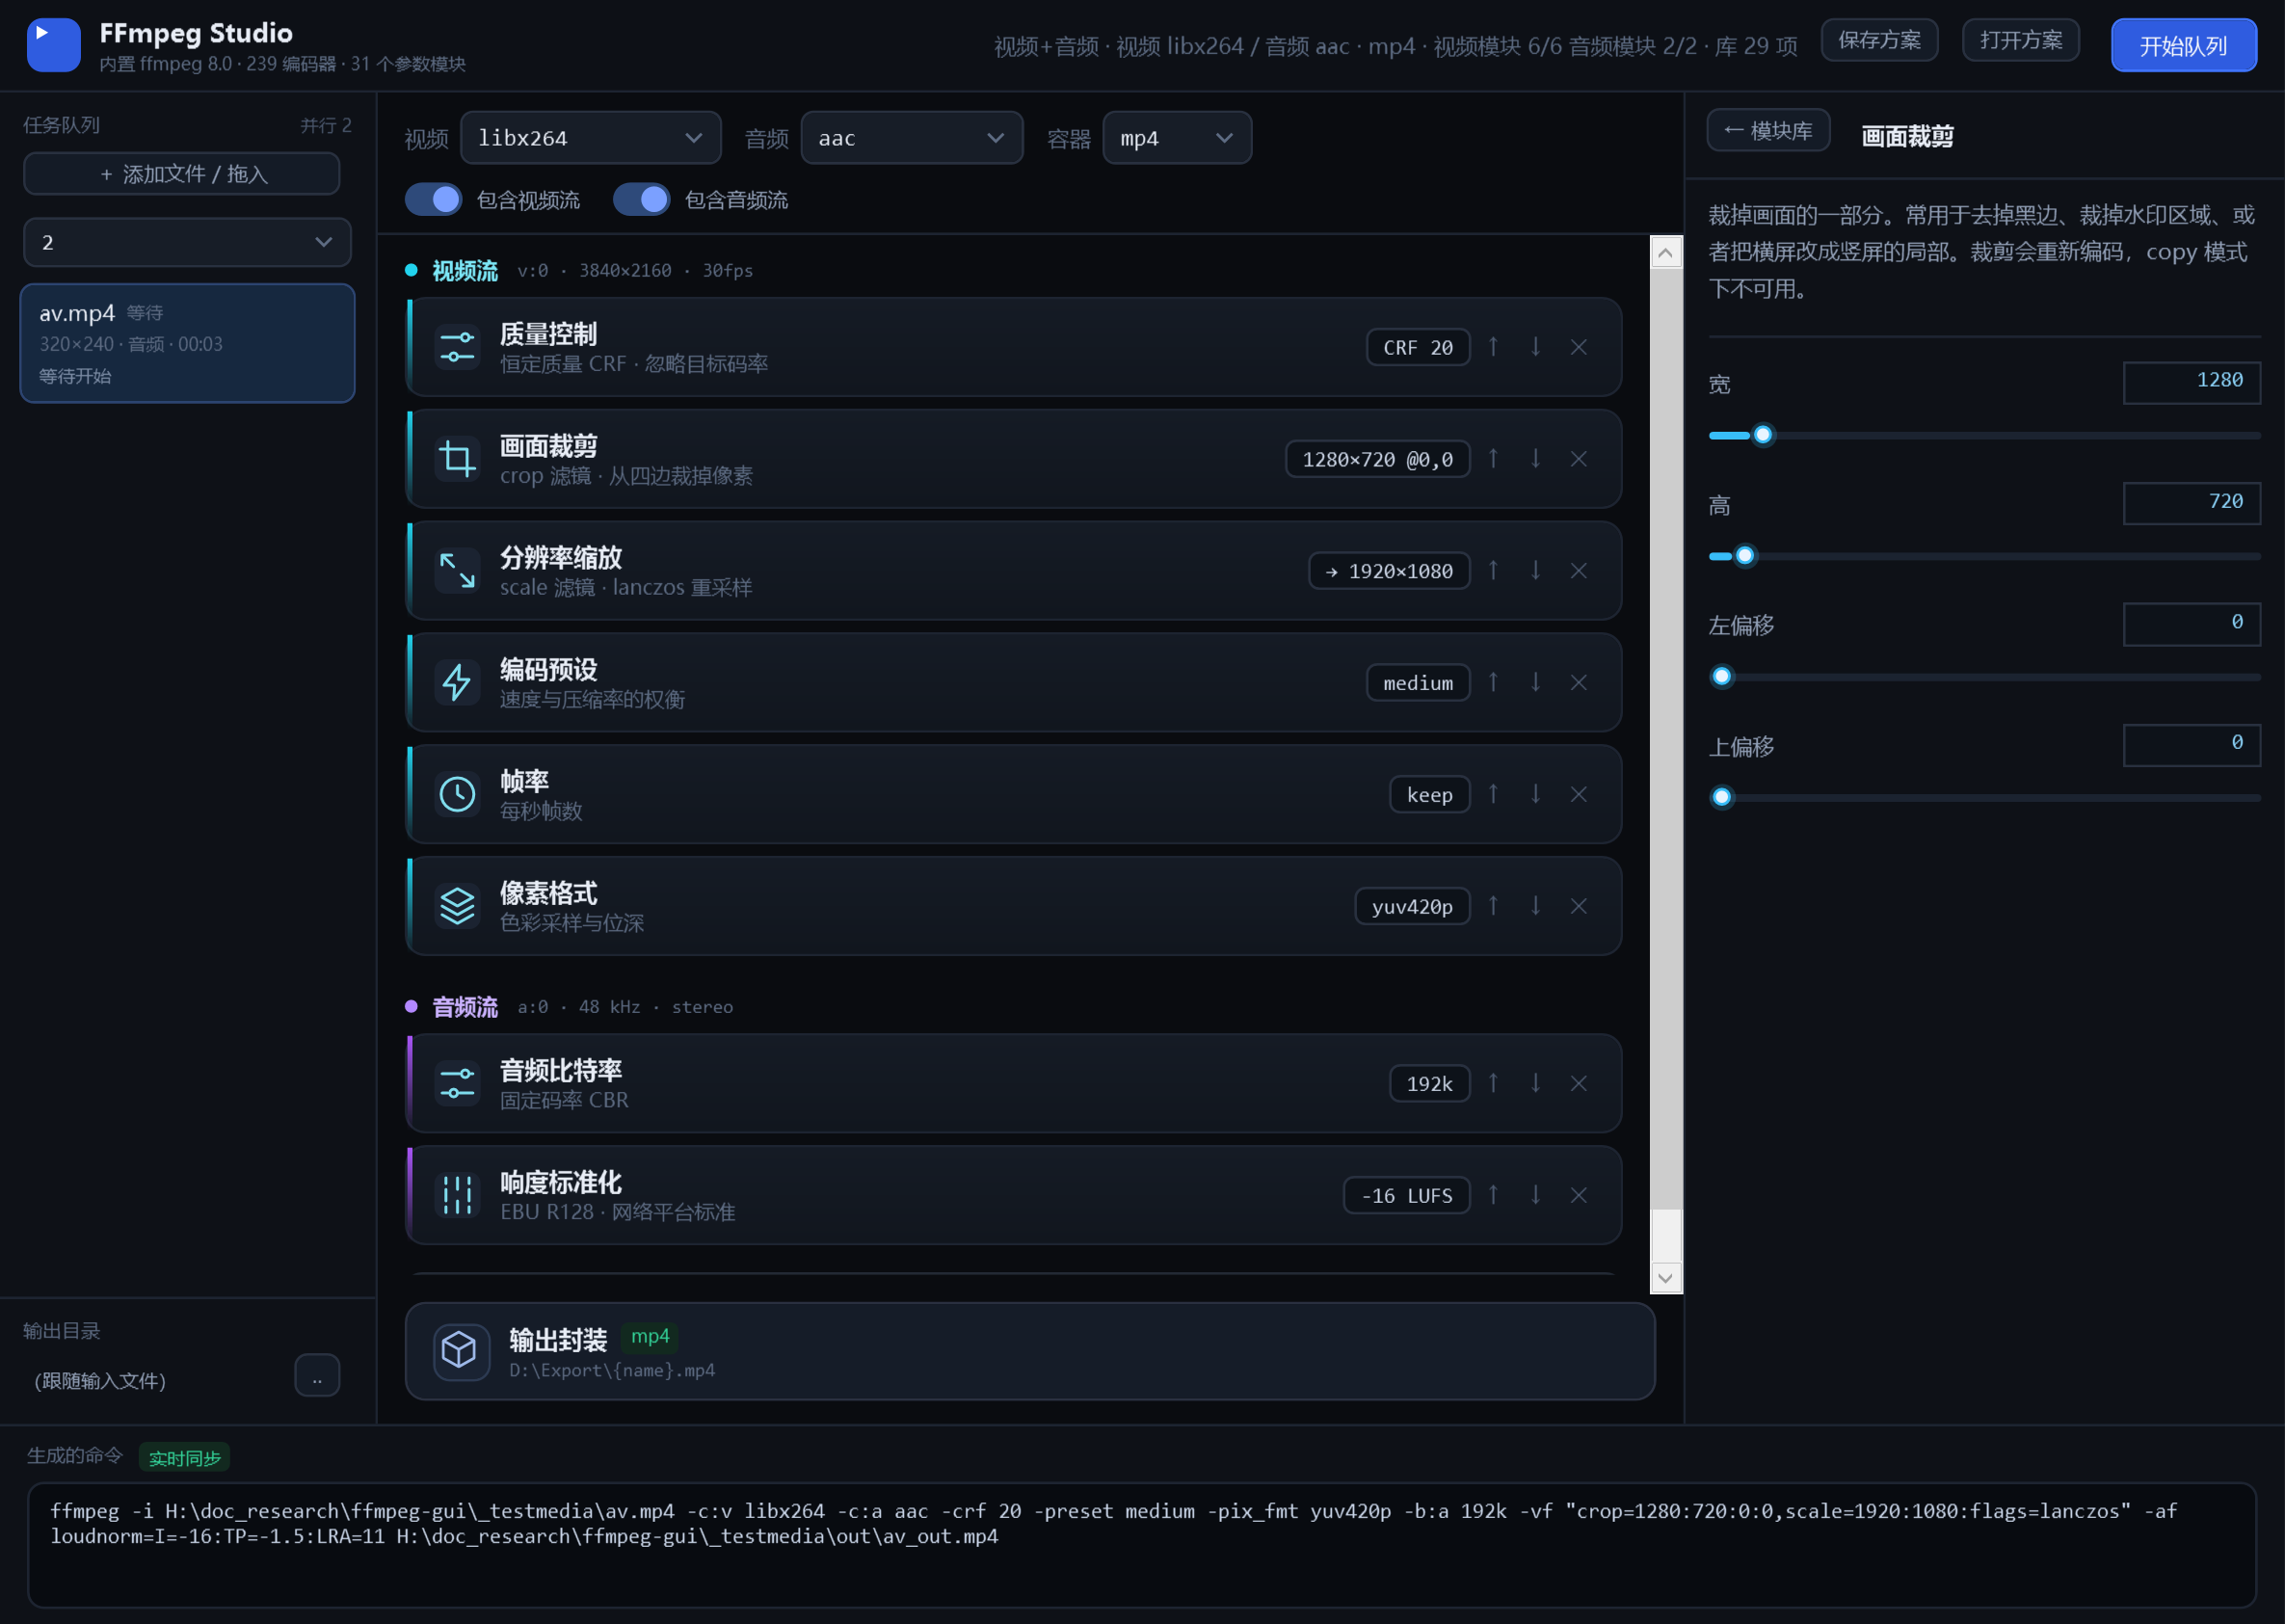 FFmpeg Studio
内置 ffmpeg 8.0 · 239 编码器 · 31 个参数模块
视频+音频 · 视频 libx264 / 音频 aac · mp4 · 视频模块 6/6 音频模块 2/2 · 库 29 项
保存方案
打开方案
开始队列
任务队列
并行 2
+ 添加文件 / 拖入
2
av.mp4 等待
320×240 · 音频 · 00:03
等待开始
输出目录
(跟随输入文件)
..
视频 libx264 音频 aac 容器 mp4
包含视频流 包含音频流
视频流 v:0 · 3840×2160 · 30fps
质量控制
恒定质量 CRF · 忽略目标码率
CRF 20 ↑ ↓ ×
画面裁剪
crop 滤镜 · 从四边裁掉像素
1280×720 @0,0 ↑ ↓ ×
分辨率缩放
scale 滤镜 · lanczos 重采样
→ 1920×1080 ↑ ↓ ×
编码预设
速度与压缩率的权衡
medium ↑ ↓ ×
帧率
每秒帧数
keep ↑ ↓ ×
像素格式
色彩采样与位深
yuv420p ↑ ↓ ×
音频流 a:0 · 48 kHz · stereo
音频比特率
固定码率 CBR
192k ↑ ↓ ×
响度标准化
EBU R128 · 网络平台标准
-16 LUFS ↑ ↓ ×
输出封装 mp4
D:\Export\{name}.mp4
← 模块库 画面裁剪
裁掉画面的一部分。常用于去掉黑边、裁掉水印区域、或
者把横屏改成竖屏的局部。裁剪会重新编码，copy 模式
下不可用。
宽 1280
高 720
左偏移 0
上偏移 0
生成的命令 实时同步
ffmpeg -i H:\doc_research\ffmpeg-gui\_testmedia\av.mp4 -c:v libx264 -c:a aac -crf 20 -preset medium -pix_fmt yuv420p -b:a 192k -vf "crop=1280:720:0:0,scale=1920:1080:flags=lanczos" -af
loudnorm=I=-16:TP=-1.5:LRA=11 H:\doc_research\ffmpeg-gui\_testmedia\out\av_out.mp4